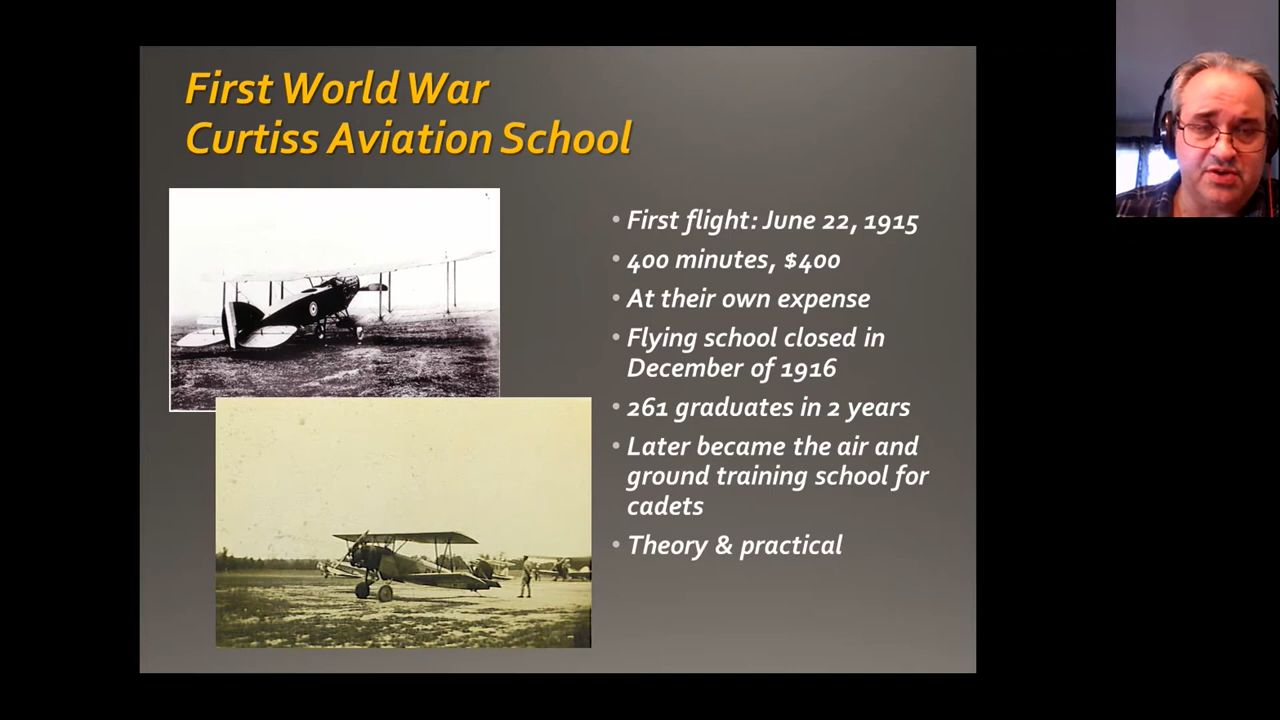 First World War
Curtiss Aviation School
• First flight: June 22, 1915
• 400 minutes, $400
• At their own expense
• Flying school closed in
December of 1916
• 261 graduates in 2 years
• Later became the air and
ground training school for
cadets
• Theory & practical